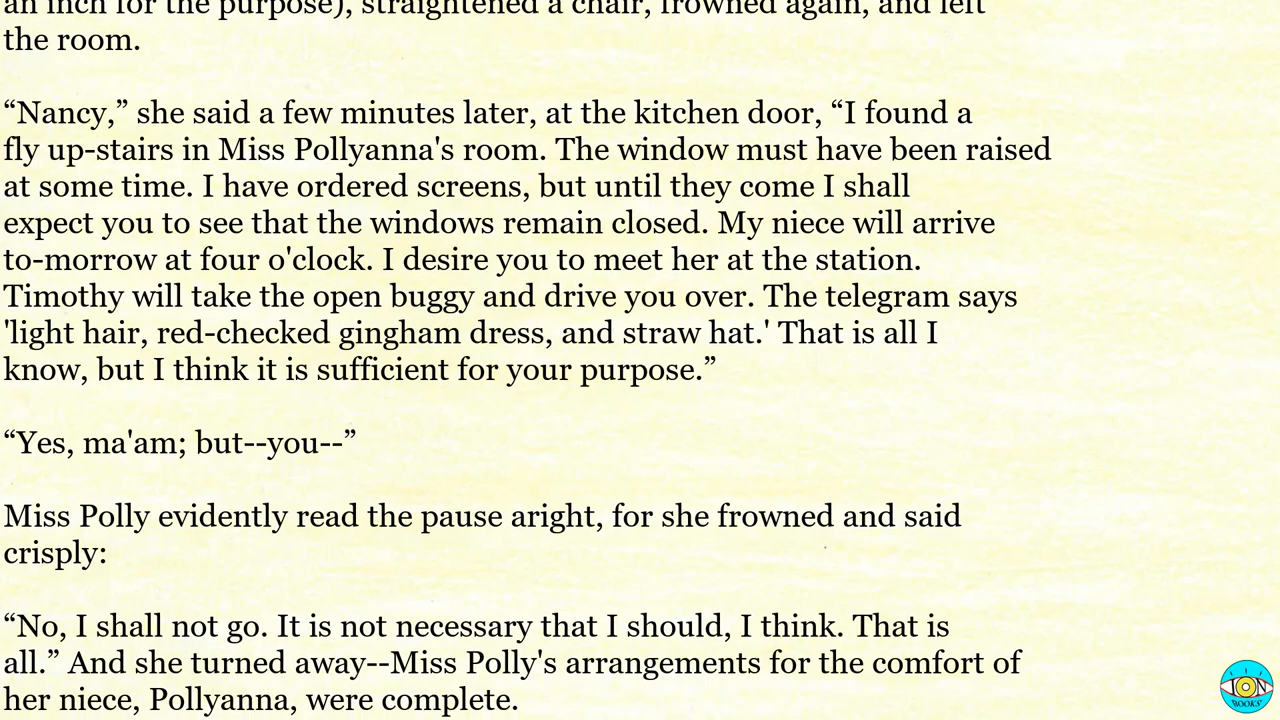 an inch for the purpose), straightened a chair, frowned again, and left
the room.
“Nancy,” she said a few minutes later, at the kitchen door, “I found a
fly up-stairs in Miss Pollyanna's room. The window must have been raised
at some time. I have ordered screens, but until they come I shall
expect you to see that the windows remain closed. My niece will arrive
to-morrow at four o'clock. I desire you to meet her at the station.
Timothy will take the open buggy and drive you over. The telegram says
'light hair, red-checked gingham dress, and straw hat.' That is all I
know, but I think it is sufficient for your purpose.”
“Yes, ma'am; but--you--”
Miss Polly evidently read the pause aright, for she frowned and said
crisply:
“No, I shall not go. It is not necessary that I should, I think. That is
all.” And she turned away--Miss Polly's arrangements for the comfort of
her niece, Pollyanna, were complete.
ION
BOOKS